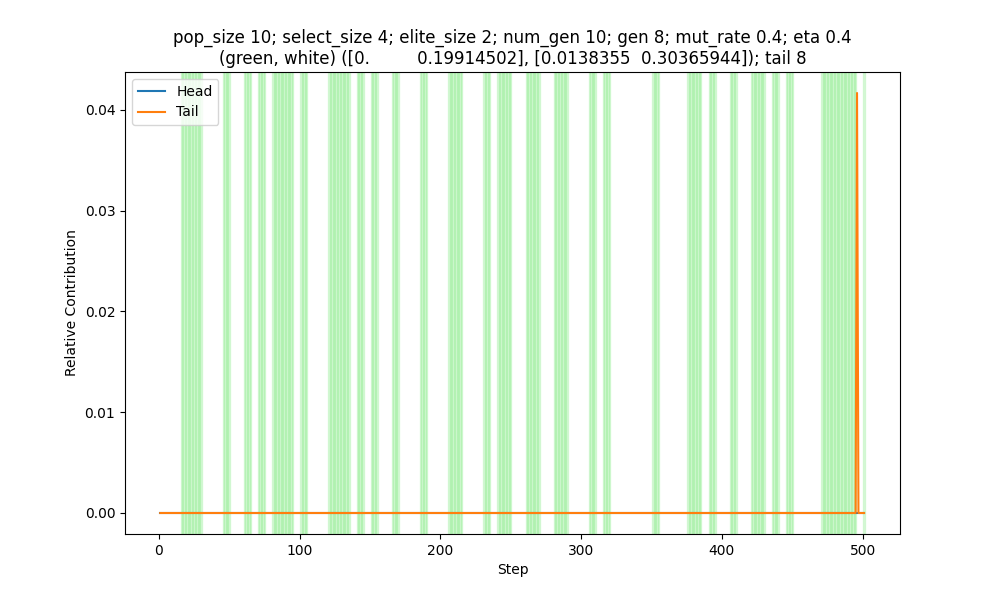 pop_size 10; select_size 4; elite_size 2; num_gen 10; gen 8; mut_rate 0.4; eta 0.4
(green, white) ([0.         0.19914502], [0.0138355  0.30365944]); tail 8
Head
Tail
0.04
0.03
0.02
0.01
0.00
Relative Contribution
0 100 200 300 400 500
Step